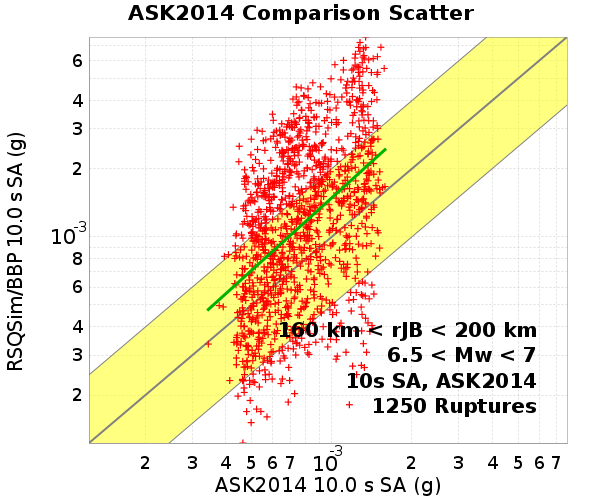 ASK2014 Comparison Scatter
RSQSim/BBP 10.0 s SA (g)
6
4
3
2
10-3
8
6
4
3
2
160 km < rJB < 200 km
6.5 < Mw < 7
10s SA, ASK2014
1250 Ruptures
2 3 4 5 6 7 10-3 2 3 4 5 6 7
ASK2014 10.0 s SA (g)